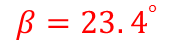 β = 23.4°